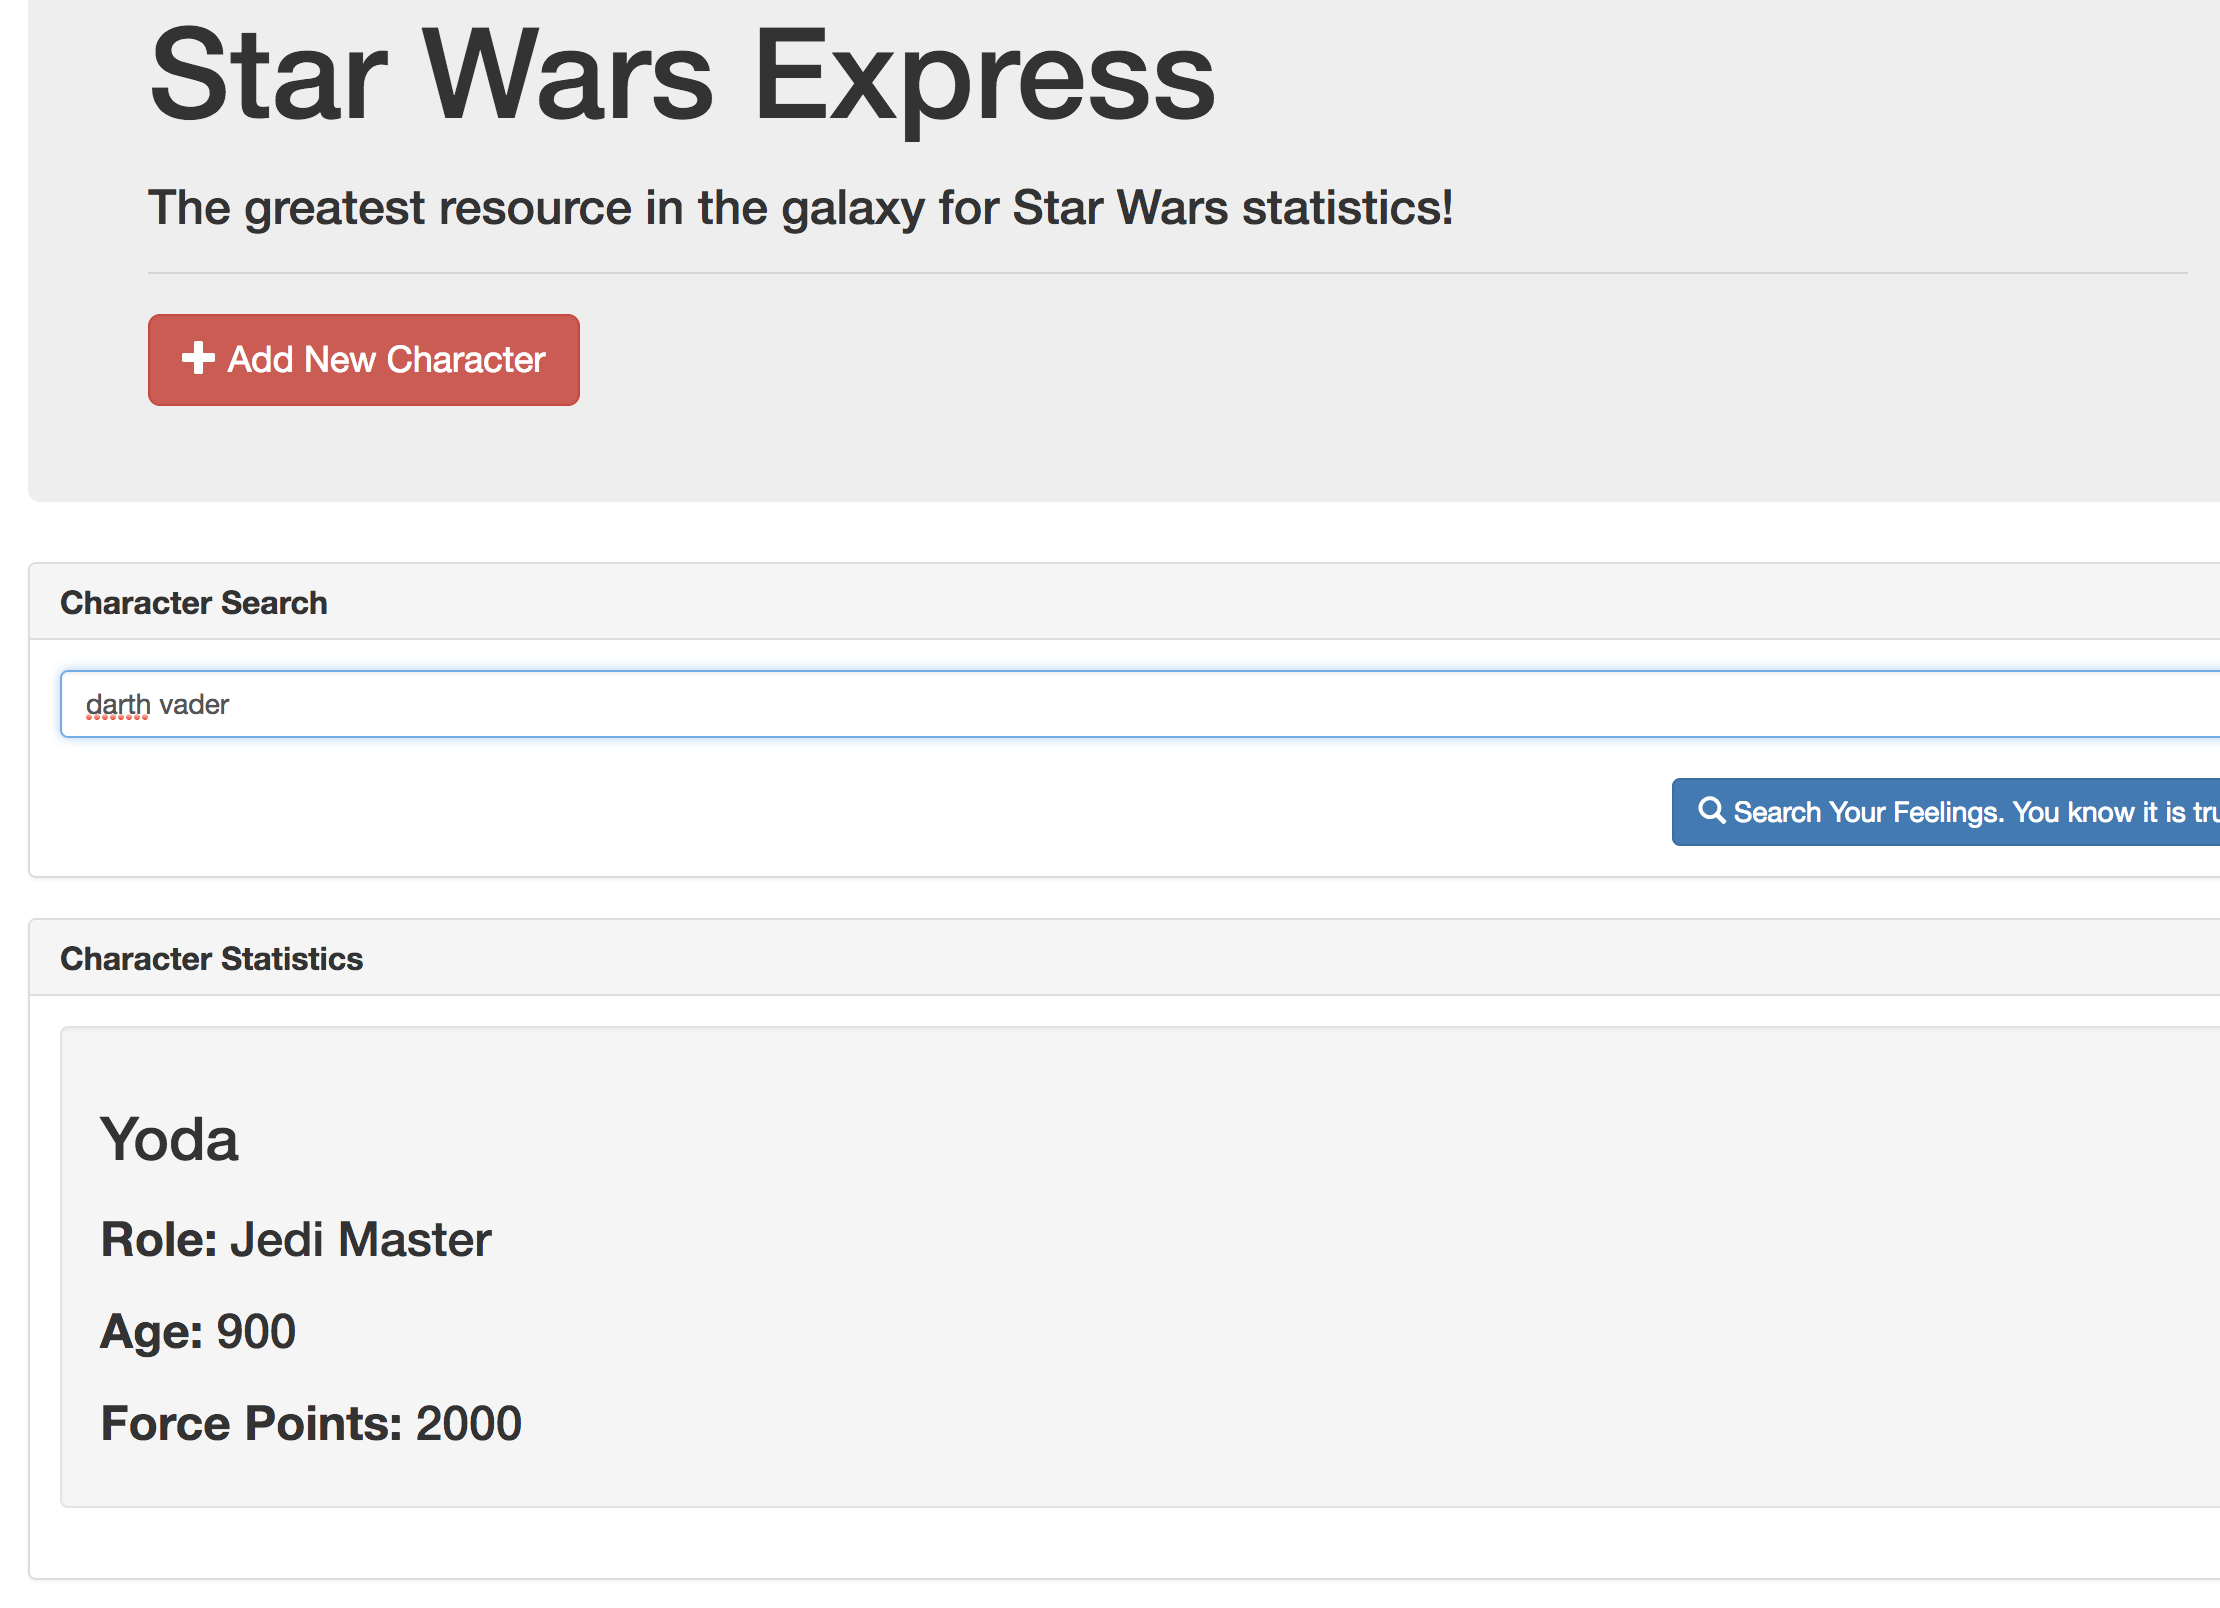 Star Wars Express
The greatest resource in the galaxy for Star Wars statistics!
Add New Character
Character Search
darth vader
Search Your Feelings. You know it is tru
Character Statistics
Yoda
Role: Jedi Master
Age: 900
Force Points: 2000